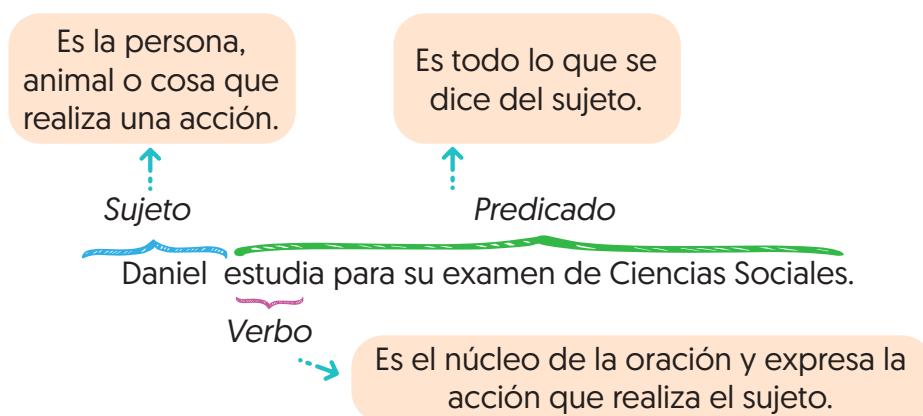 Es la persona,
animal o cosa que
realiza una acción.
Es todo lo que se
dice del sujeto.
Sujeto
Predicado
Daniel estudia para su examen de Ciencias Sociales.
Verbo
Es el núcleo de la oración y expresa la
acción que realiza el sujeto.